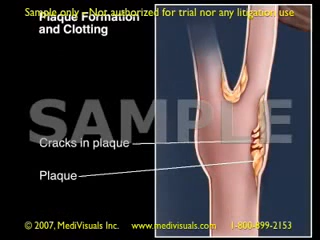 Sample only - Not authorized for trial nor any litigation use
Plaque Formation
and Clotting
SAMPLE
Cracks in plaque
Plaque
© 2007, MediVisuals Inc. www.medivisuals.com 1-800-899-2153